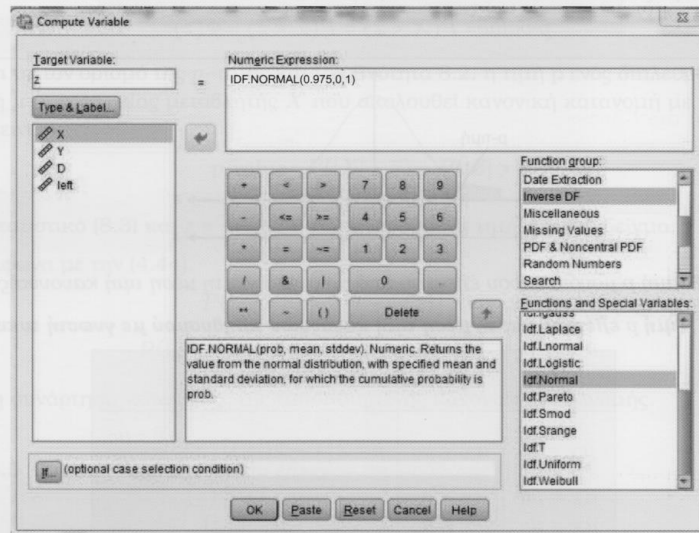 Compute Variable
Target Variable:
z
=
Numeric Expression:
IDF.NORMAL(0.975,0,1)
Type & Label...
X
Y
D
left
+
<
>
7
8
9
-
<=
>=
4
5
6
*
=
~=
1
2
3
/
&
|
0
.
**
~
()
Delete
Function group:
Date Extraction
Inverse DF
Miscellaneous
Missing Values
PDF & Noncentral PDF
Random Numbers
Search
Functions and Special Variables:
Idf.Igauss
Idf.Laplace
Idf.Lnormal
Idf.Logistic
Idf.Normal
Idf.Pareto
Idf.Smod
Idf.Srange
Idf.T
Idf.Uniform
Idf.Weibull
IDF.NORMAL(prob, mean, stddev). Numeric. Returns the
value from the normal distribution, with specified mean and
standard deviation, for which the cumulative probability is
prob.
If... (optional case selection condition)
OK
Paste
Reset
Cancel
Help